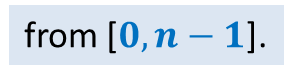 from [0, n − 1].